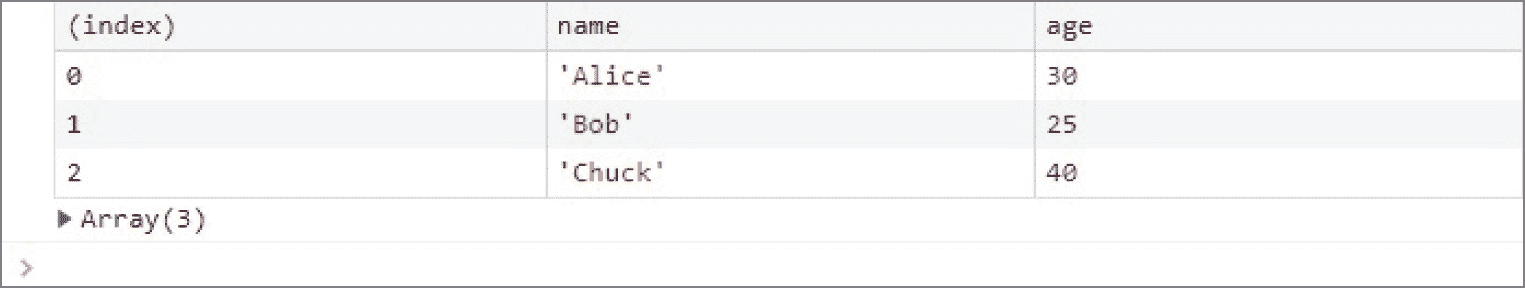 (index) name age
0 'Alice' 30
1 'Bob' 25
2 'Chuck' 40
▶ Array(3)
>